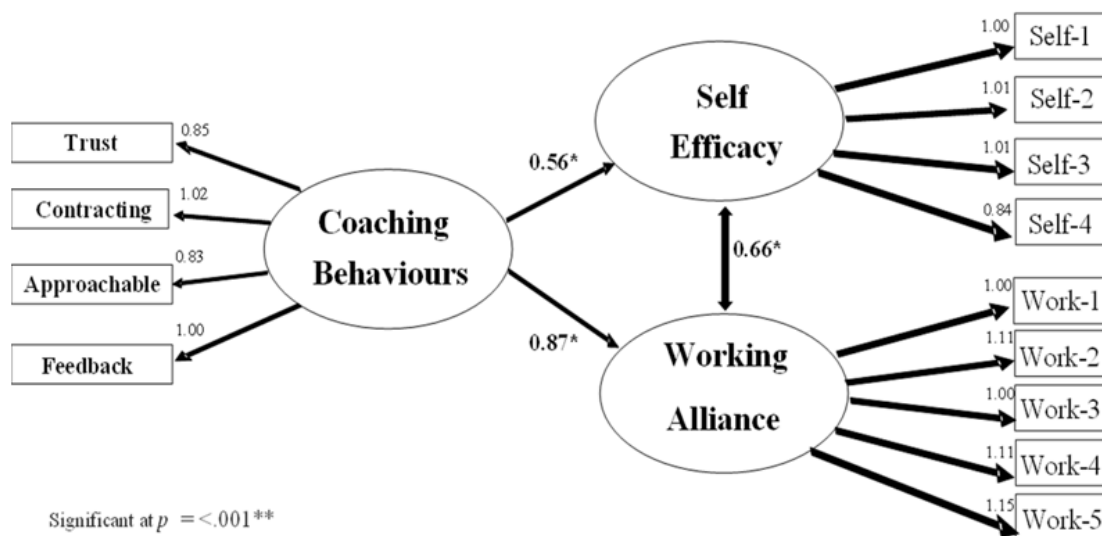 0.85
Trust
1.02
Contracting
0.83
Approachable
1.00
Feedback
Coaching
Behaviours
0.56*
0.87*
Self
Efficacy
0.66*
Working
Alliance
1.00
Self-1
1.01
Self-2
1.01
Self-3
0.84
Self-4
1.00
Work-1
1.11
Work-2
1.00
Work-3
1.11
Work-4
1.15
Work-5
Significant at p = <.001**